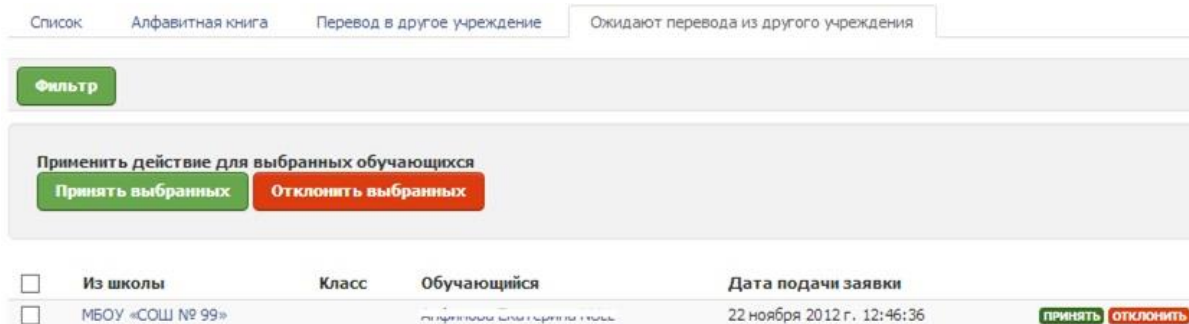 Список Алфавитная книга Перевод в другое учреждение Ожидают перевода из другого учреждения
Фильтр
Применить действие для выбранных обучающихся
Принять выбранных Отклонить выбранных
Из школы Класс Обучающийся Дата подачи заявки
МБОУ «СОШ № 99» 22 ноября 2012 г. 12:46:36 ПРИНЯТЬ ОТКЛОНИТЬ